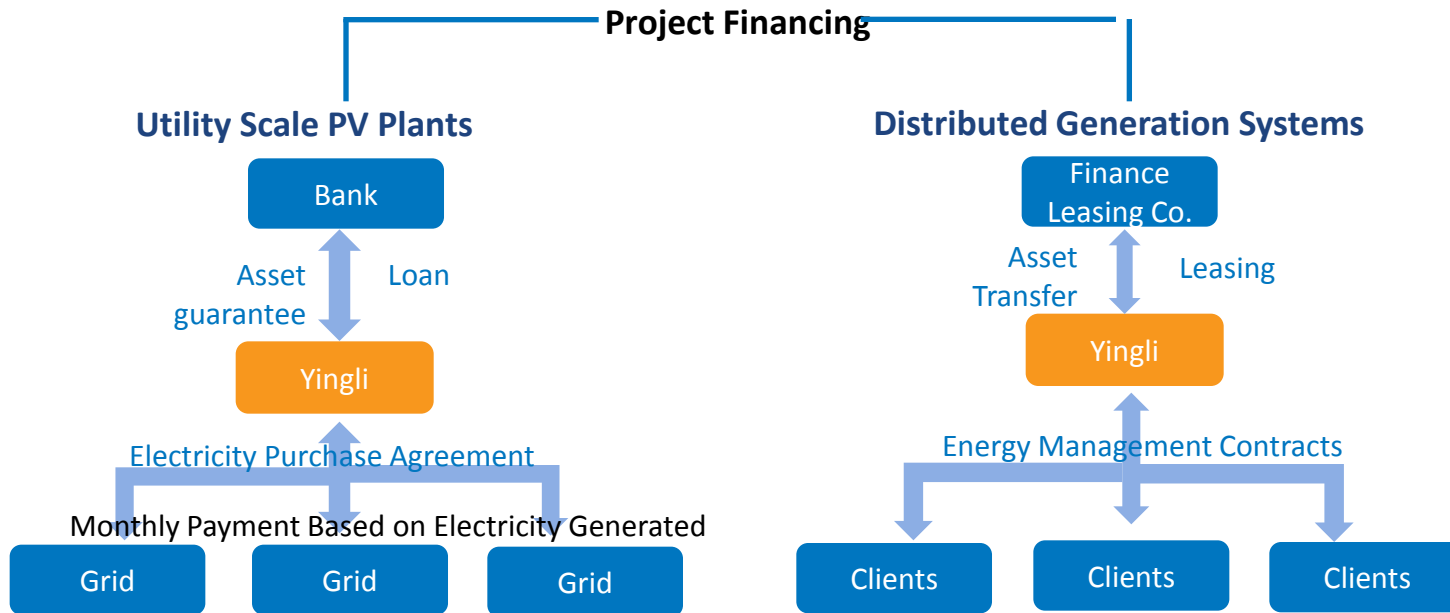 Project Financing
Utility Scale PV Plants
Bank
Asset
guarantee
Loan
Yingli
Electricity Purchase Agreement
Monthly Payment Based on Electricity Generated
Grid
Grid
Grid
Distributed Generation Systems
Finance
Leasing Co.
Asset
Transfer
Leasing
Yingli
Energy Management Contracts
Clients
Clients
Clients